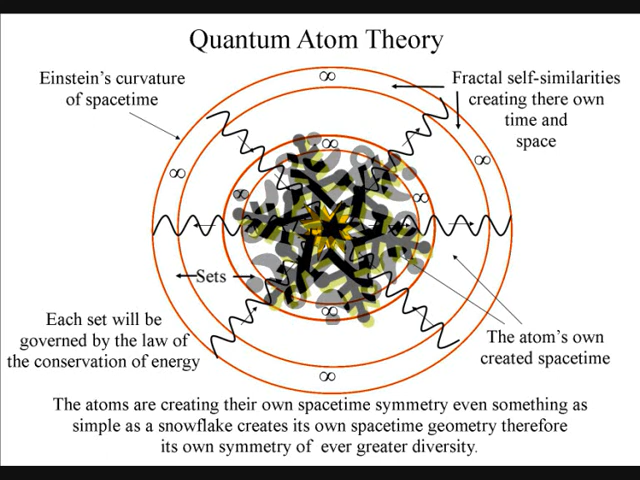 Quantum Atom Theory
Einstein's curvature
of spacetime
∞
Fractal self-similarities
creating there own
time and
space
∞
∞
∞
∞
∞
Sets
∞
Each set will be
governed by the law of
the conservation of energy
The atom's own
created spacetime
∞
The atoms are creating their own spacetime symmetry even something as
simple as a snowflake creates its own spacetime geometry therefore
its own symmetry of ever greater diversity.